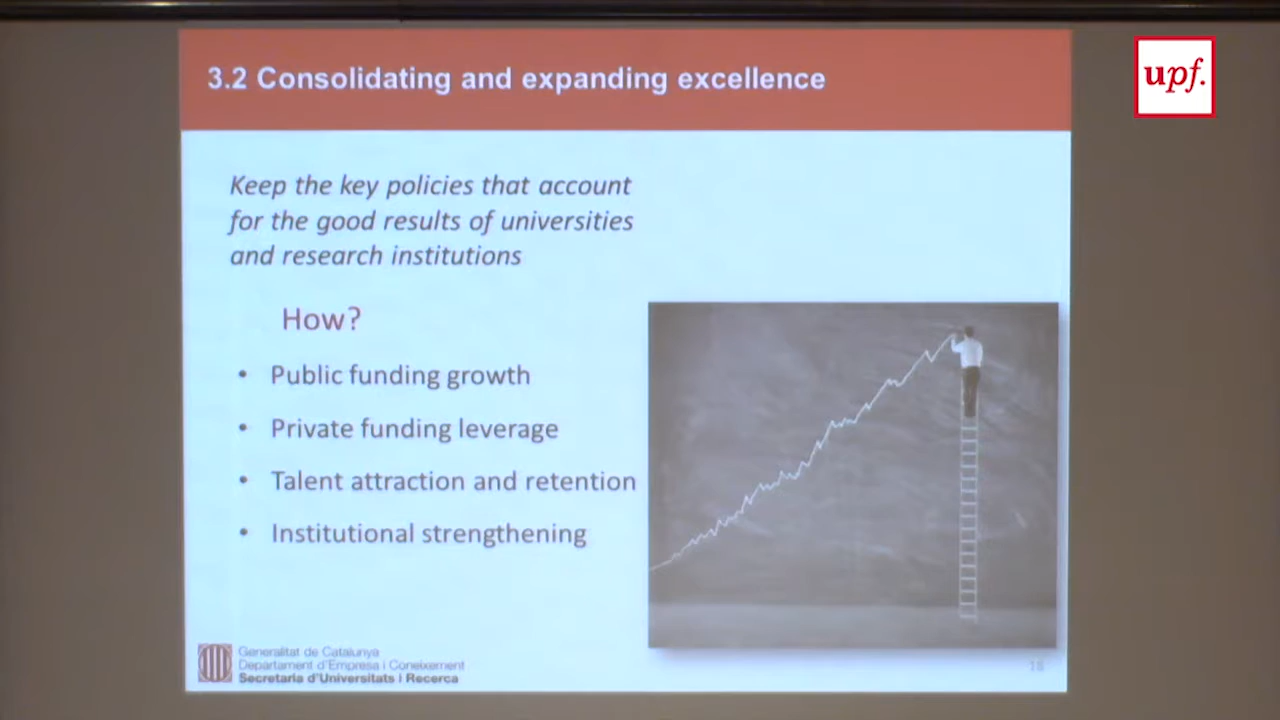 3.2 Consolidating and expanding excellence
upf.
Keep the key policies that account
for the good results of universities
and research institutions
How?
• Public funding growth
• Private funding leverage
• Talent attraction and retention
• Institutional strengthening
Generalitat de Catalunya
Departament d'Empresa i Coneixement
Secretaria d'Universitats i Recerca
18